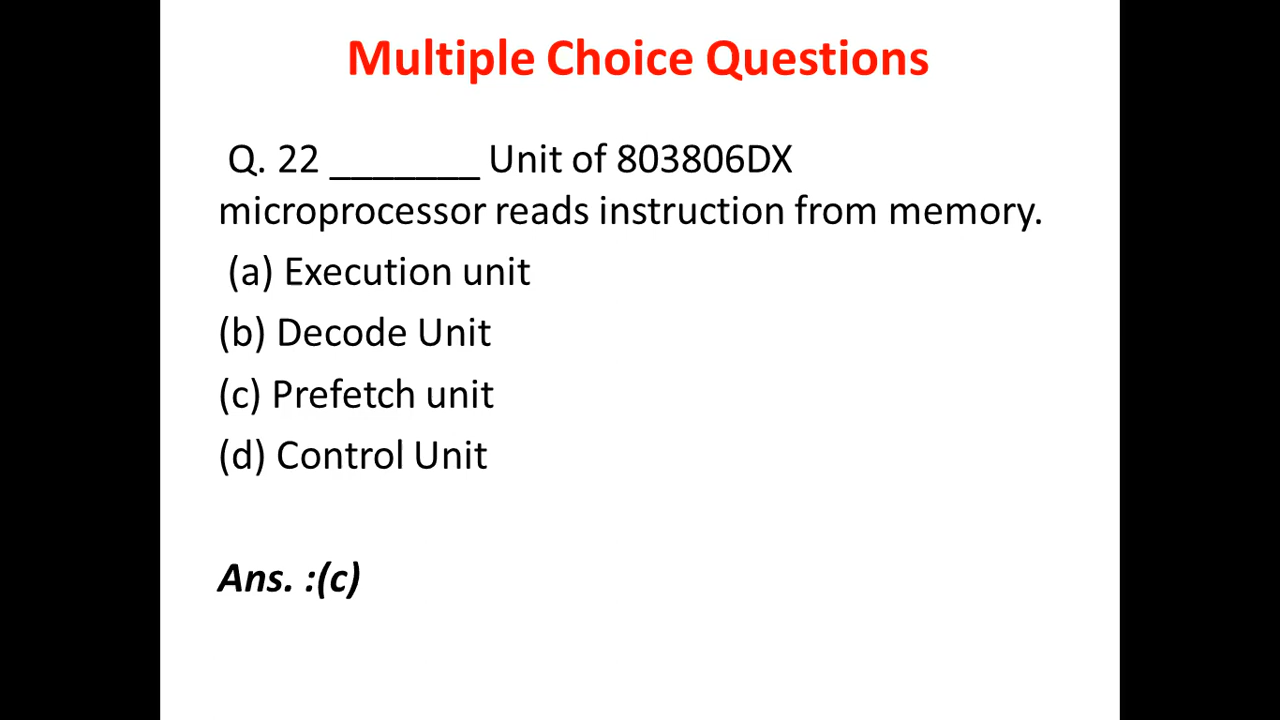 Multiple Choice Questions
Q. 22 _______ Unit of 803806DX
microprocessor reads instruction from memory.
(a) Execution unit
(b) Decode Unit
(c) Prefetch unit
(d) Control Unit
Ans. :(c)